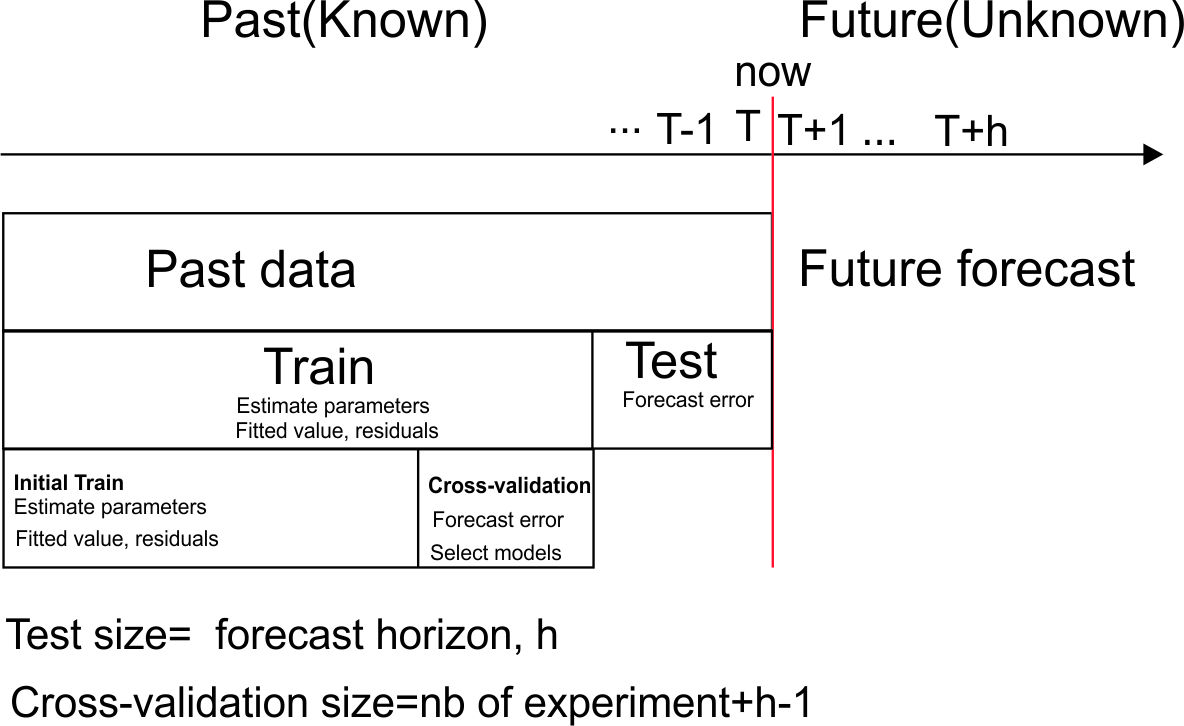 Past(Known) Future(Unknown)
now
... T-1 T T+1 ... T+h
Past data Future forecast
Train
Estimate parameters
Fitted value, residuals
Test
Forecast error
Initial Train
Estimate parameters
Fitted value, residuals
Cross-validation
Forecast error
Select models
Test size= forecast horizon, h
Cross-validation size=nb of experiment+h-1